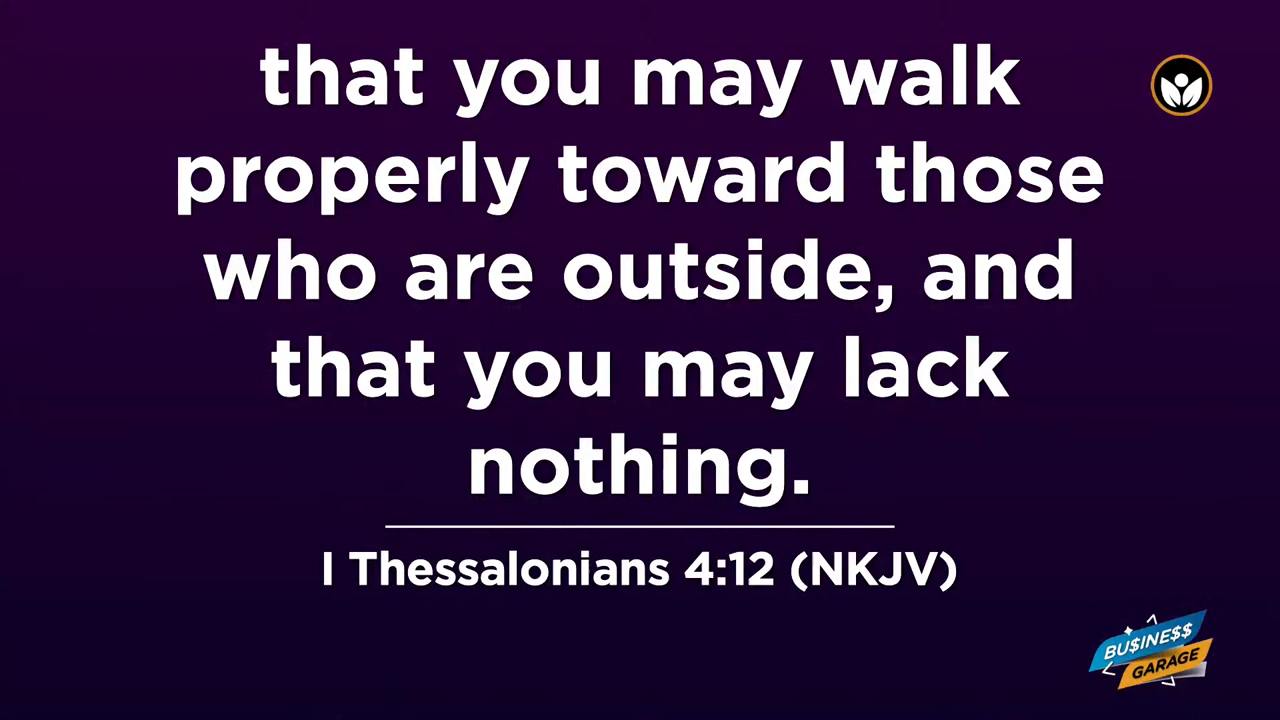 that you may walk
properly toward those
who are outside, and
that you may lack
nothing.
I Thessalonians 4:12 (NKJV)
BU$INE$$
GARAGE